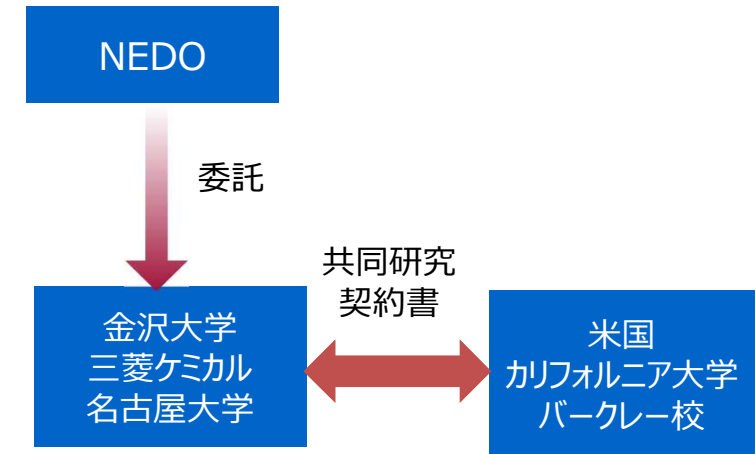 NEDO
委託
共同研究
契約書
金沢大学
三菱ケミカル
名古屋大学
米国
カリフォルニア大学
バークレー校